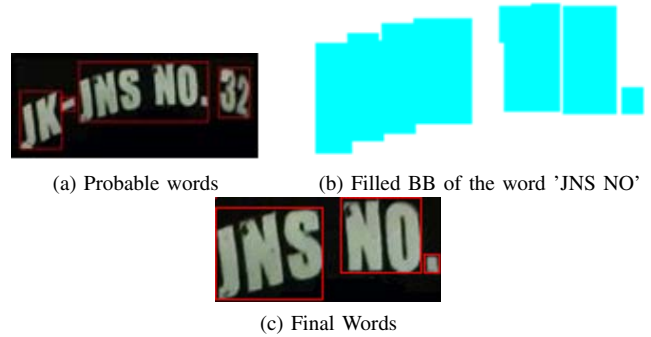 JK-JNS NO. 32
(a) Probable words
(b) Filled BB of the word 'JNS NO'
JNS NO.
(c) Final Words